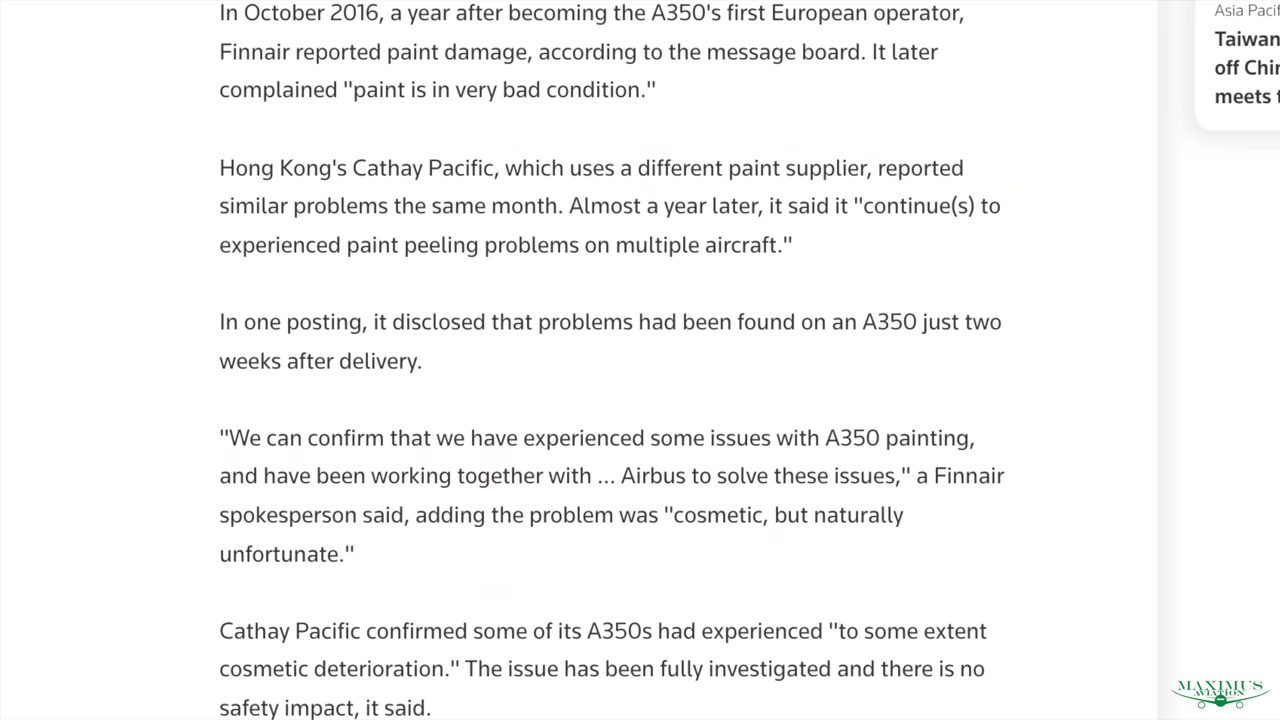 In October 2016, a year after becoming the A350's first European operator,
Finnair reported paint damage, according to the message board. It later
complained "paint is in very bad condition."
Hong Kong's Cathay Pacific, which uses a different paint supplier, reported
similar problems the same month. Almost a year later, it said it "continue(s) to
experienced paint peeling problems on multiple aircraft."
In one posting, it disclosed that problems had been found on an A350 just two
weeks after delivery.
"We can confirm that we have experienced some issues with A350 painting,
and have been working together with ... Airbus to solve these issues," a Finnair
spokesperson said, adding the problem was "cosmetic, but naturally
unfortunate."
Cathay Pacific confirmed some of its A350s had experienced "to some extent
cosmetic deterioration." The issue has been fully investigated and there is no
safety impact, it said.
Asia Pacif
Taiwan
off Chin
meets t
MAXIMUS
AVIATION